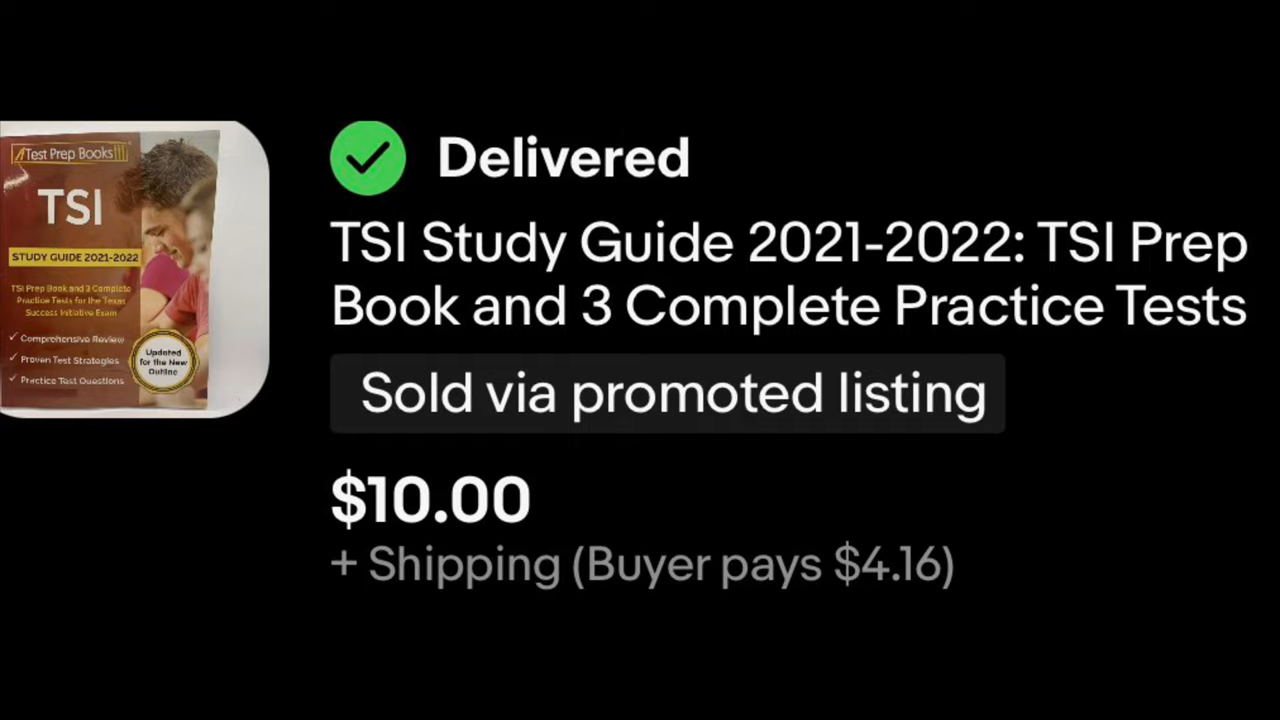 Test Prep Books
TSI
STUDY GUIDE 2021-2022
TSI Prep Book and 3 Complete
Practice Tests for the Texas
Success Initiative Exam
✓ Comprehensive Review
✓ Proven Test Strategies
✓ Practice Test Questions
Updated
for the New
Outline
Delivered
TSI Study Guide 2021-2022: TSI Prep
Book and 3 Complete Practice Tests
Sold via promoted listing
$10.00
+ Shipping (Buyer pays $4.16)